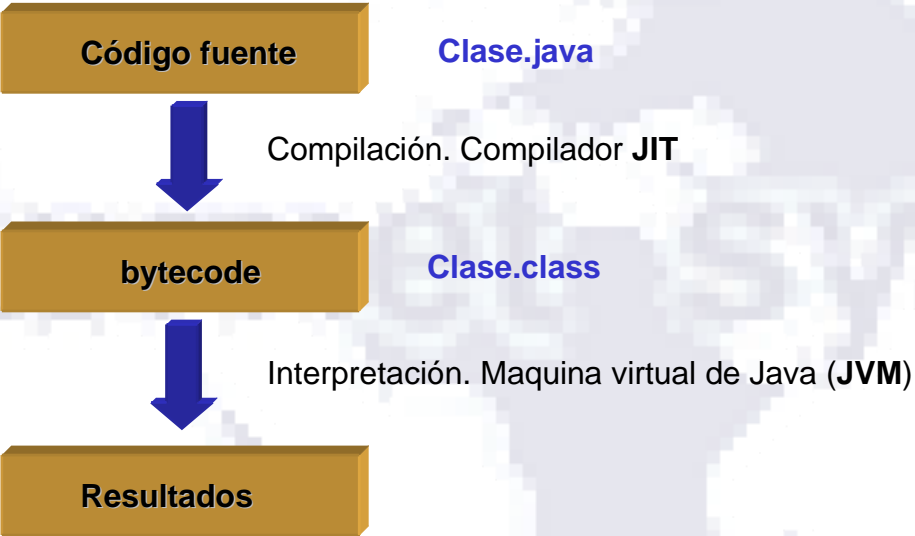 Código fuente
Clase.java
Compilación. Compilador JIT
bytecode
Clase.class
Interpretación. Maquina virtual de Java (JVM)
Resultados